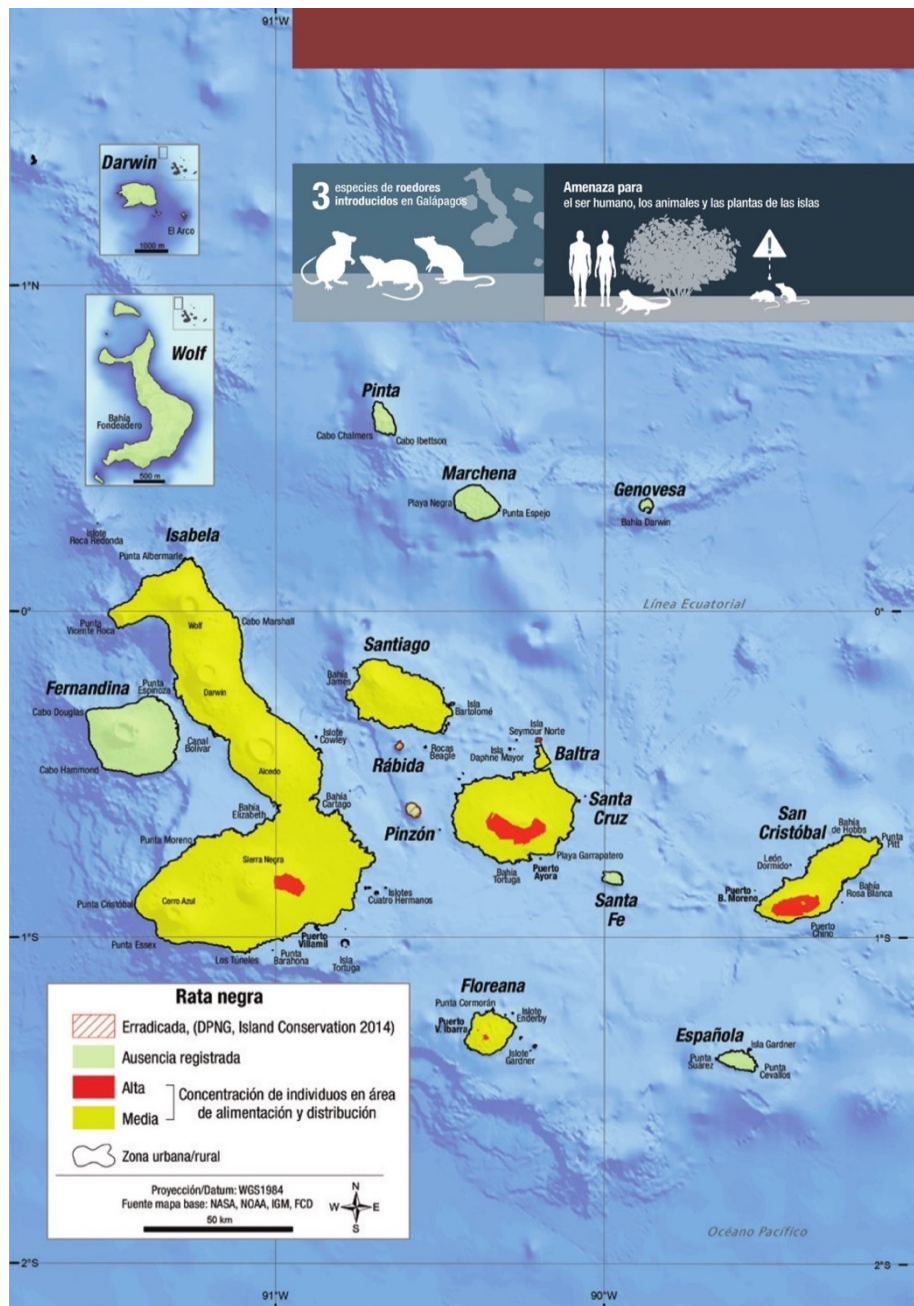 91°W
Darwin
El Arco
1000 m
3 especies de roedores
introducidos en Galápagos
Amenaza para
el ser humano, los animales y las plantas de las islas
1°N
1°N
Wolf
Bahía
Fondeadero
500 m
Pinta
Cabo Chalmers
Cabo Ibettson
Marchena
Playa Negra
Punta Espejo
Genovesa
Bahía Darwin
Islote
Roca Redonda
Isabela
Punta Albermarle
Línea Ecuatorial
0°
0°
Punta
Vicente Roca
Wolf
Cabo Marshall
Santiago
Bahía
James
Isla
Bartolomé
Fernandina
Punta
Espinoza
Darwin
Cabo Douglas
Canal
Bolívar
Islote
Cowley
Rocas
Beagle
Rábida
Isla
Seymour Norte
Isla
Daphne Mayor
Baltra
Cabo Hammond
Alcedo
Bahía
Elizabeth
Bahía
Cartago
Pinzón
Santa
Cruz
San
Cristóbal
Bahía
de Hobbs
Punta
Pitt
Punta Moreno
Sierra Negra
Playa Garrapatero
Bahía
Tortuga
Puerto
Ayora
León
Dormido
Santa
Fe
Bahía
Rosa Blanca
Puerto
B. Moreno
Puerto
Chino
Punta Cristóbal
Cerro Azul
Islotes
Cuatro Hermanos
1°S
1°S
Punta Essex
Puerto
Villamil
Los Túneles
Punta
Barahona
Isla
Tortuga
Floreana
Punta Cormorán
Puerto
V. Ibarra
Islote
Enderby
Islote
Gardner
Española
Isla Gardner
Punta
Suárez
Punta
Cevallos
Rata negra
Erradicada, (DPNG, Island Conservation 2014)
Ausencia registrada
Alta
Media
Concentración de individuos en área
de alimentación y distribución
Zona urbana/rural
Proyección/Datum: WGS1984
Fuente mapa base: NASA, NOAA, IGM, FCD
50 km
N
W
E
S
Océano Pacífico
2°S
2°S
91°W
90°W